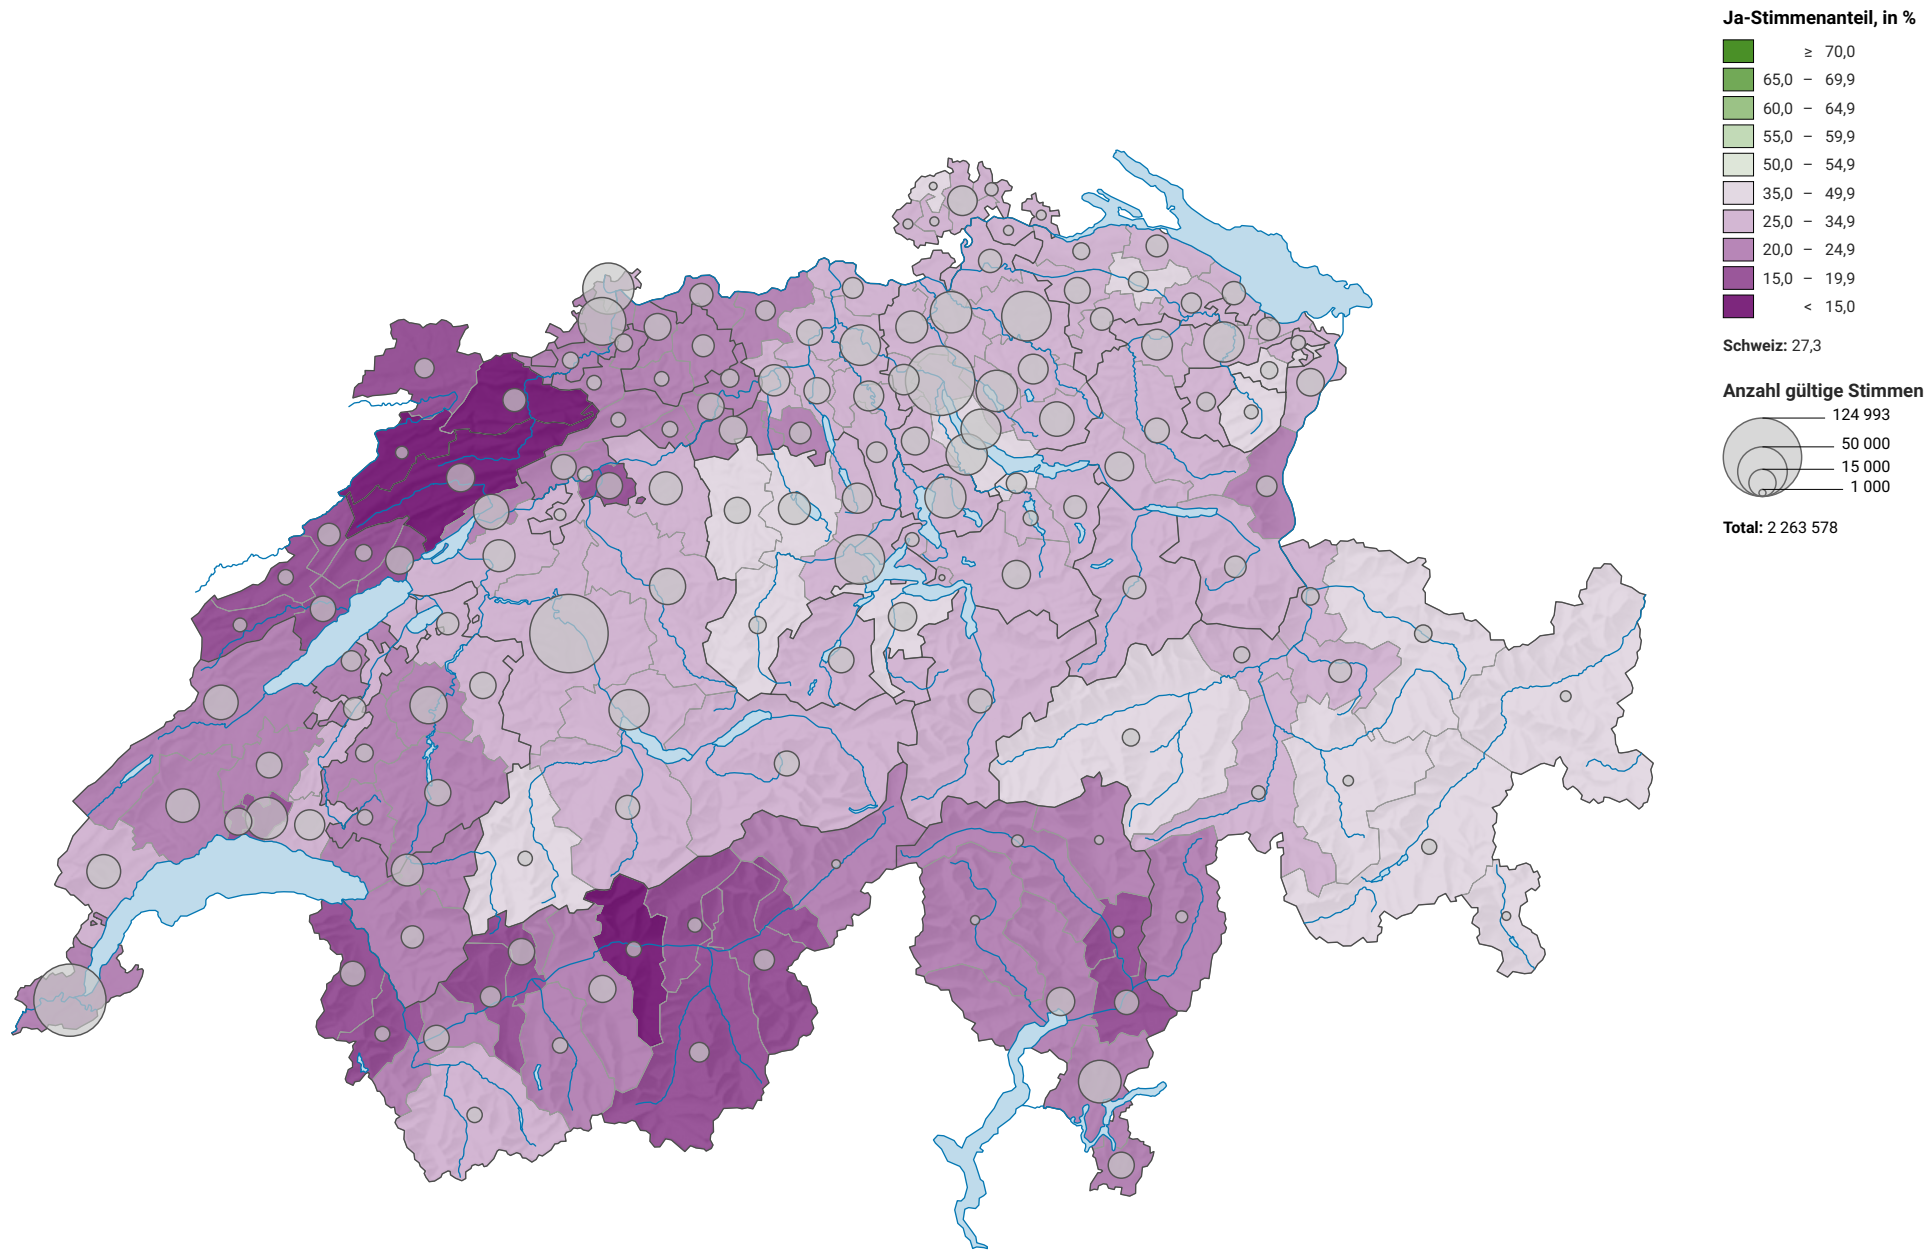 Ja-Stimmenanteil, in %
≥ 70,0
65,0 – 69,9
60,0 – 64,9
55,0 – 59,9
50,0 – 54,9
35,0 – 49,9
25,0 – 34,9
20,0 – 24,9
15,0 – 19,9
< 15,0
Schweiz: 27,3
Anzahl gültige Stimmen
124 993
50 000
15 000
1 000
Total: 2 263 578